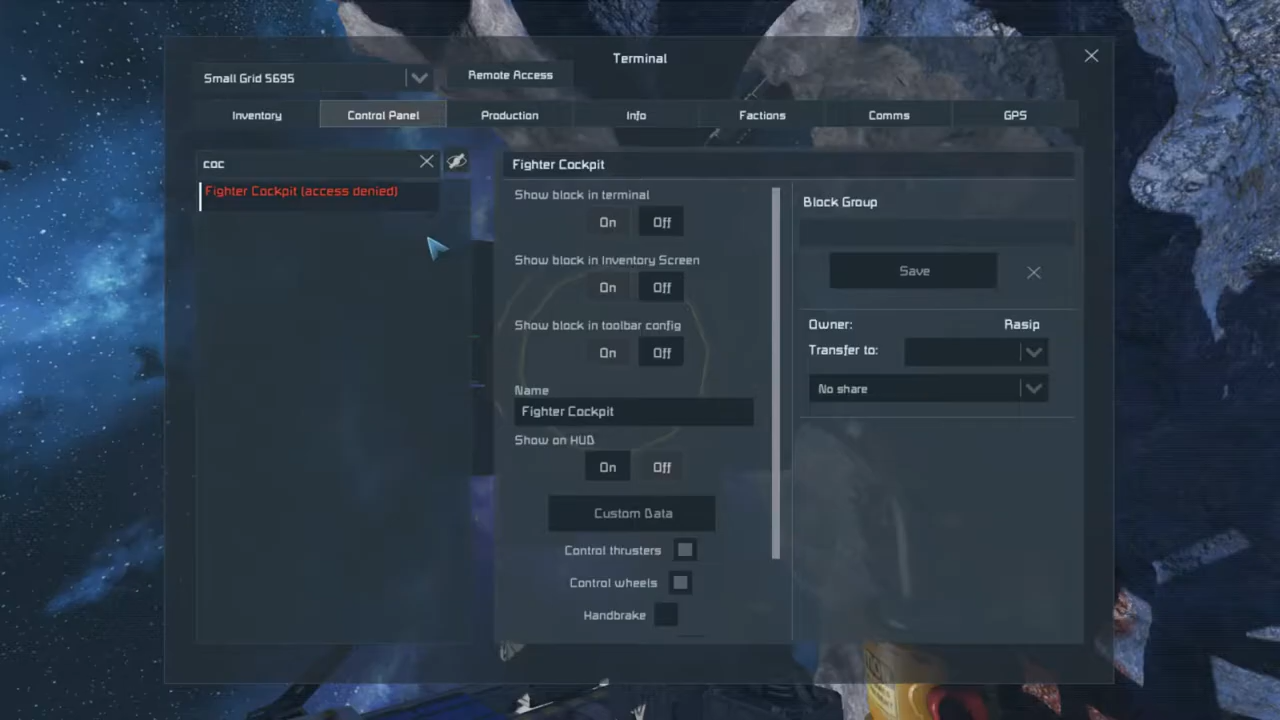 Terminal
Small Grid 5695
Remote Access
Inventory
Control Panel
Production
Info
Factions
Comms
GPS
coc
Fighter Cockpit (access denied)
Fighter Cockpit
Show block in terminal
On
Off
Show block in Inventory Screen
On
Off
Show block in toolbar config
On
Off
Name
Fighter Cockpit
Show on HUD
On
Off
Custom Data
Control thrusters
Control wheels
Handbrake
Block Group
Save
Owner:
Rasip
Transfer to:
No share